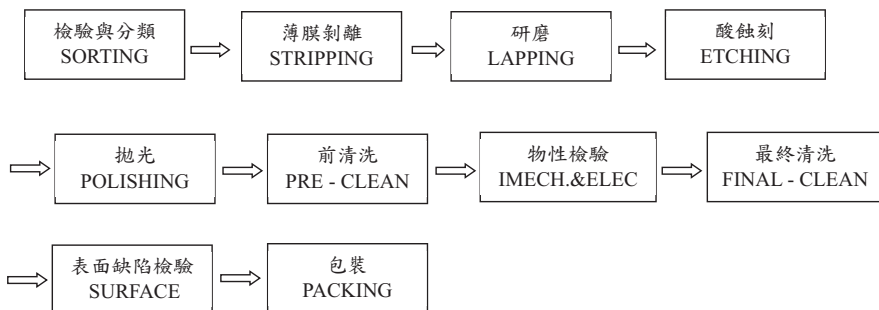 檢驗與分類
SORTING
薄膜剝離
STRIPPING
研磨
LAPPING
酸蝕刻
ETCHING
拋光
POLISHING
前清洗
PRE - CLEAN
物性檢驗
IMECH.&ELEC
最終清洗
FINAL - CLEAN
表面缺陷檢驗
SURFACE
包裝
PACKING